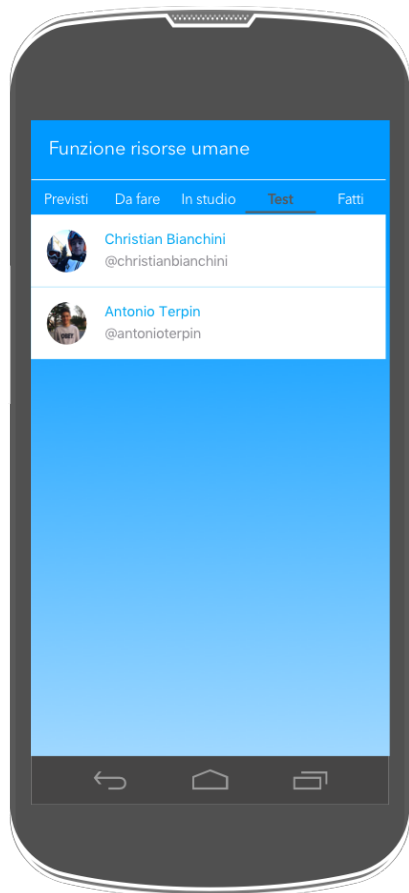 Funzione risorse umane
Previsti Da fare In studio Test Fatti
Christian Bianchini
@christianbianchini
Antonio Terpin
@antonioterpin